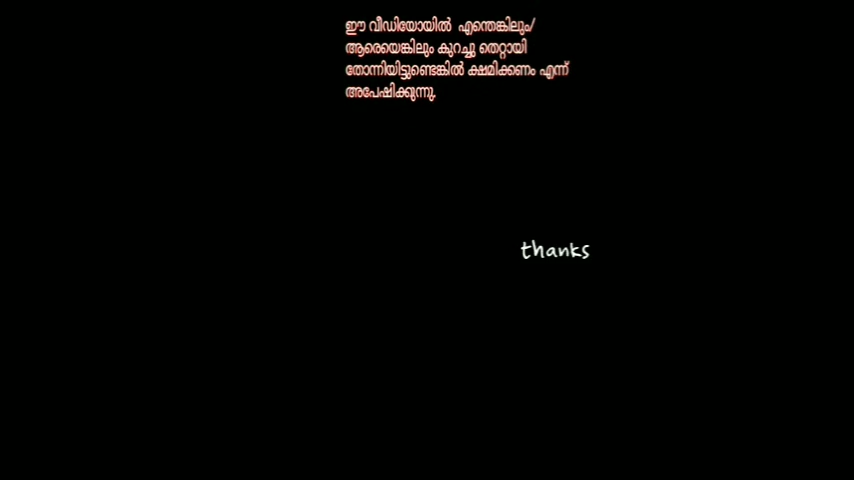 ഈ വീഡിയോയിൽ എന്തെങ്കിലും/
ആരെയെങ്കിലും കുറച്ചു തെറ്റായി
തോന്നിയിട്ടുണ്ടെങ്കിൽ ക്ഷമിക്കണം എന്ന്
അപേഷിക്കുന്നു.
thanks